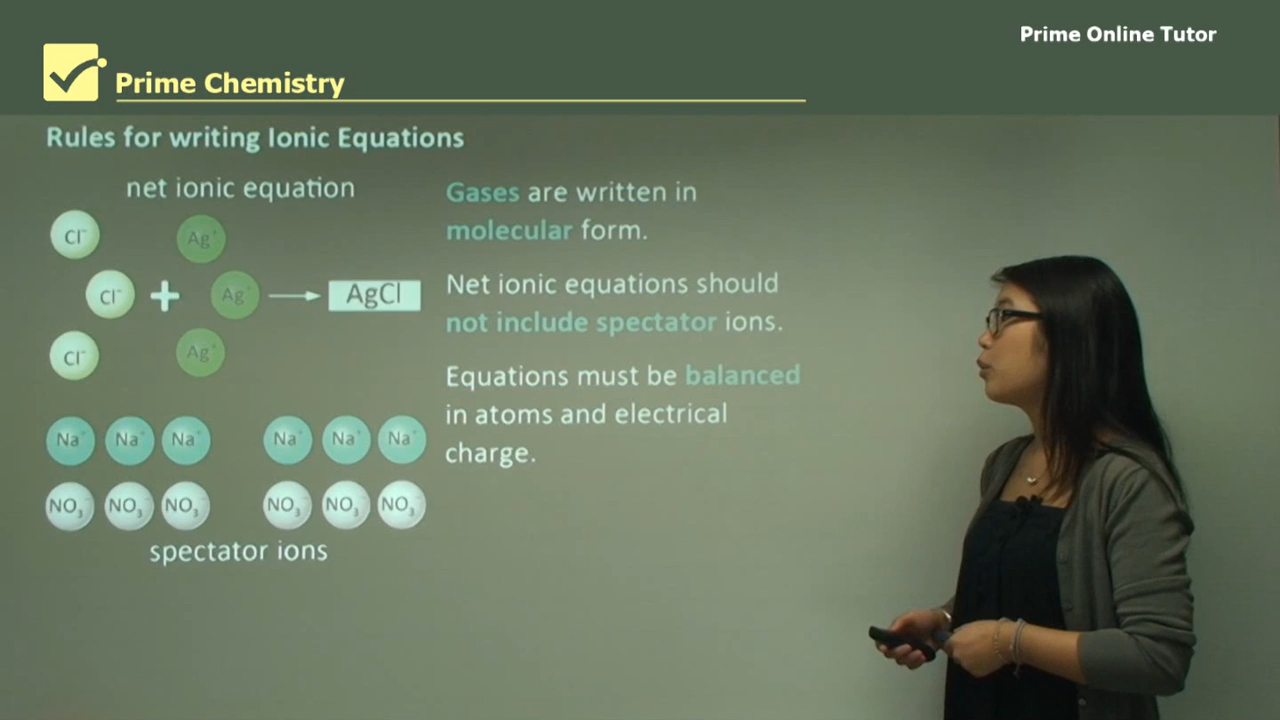 Prime Online Tutor
Prime Chemistry
Rules for writing Ionic Equations
net ionic equation
Cl⁻ Ag⁺
Cl⁻ + Ag⁺ → AgCl
Cl⁻ Ag⁺
Na⁺ Na⁺ Na⁺ Na⁺ Na⁺ Na⁺
NO₃⁻ NO₃⁻ NO₃⁻ NO₃⁻ NO₃⁻ NO₃⁻
spectator ions
Gases are written in
molecular form.
Net ionic equations should
not include spectator ions.
Equations must be balanced
in atoms and electrical
charge.